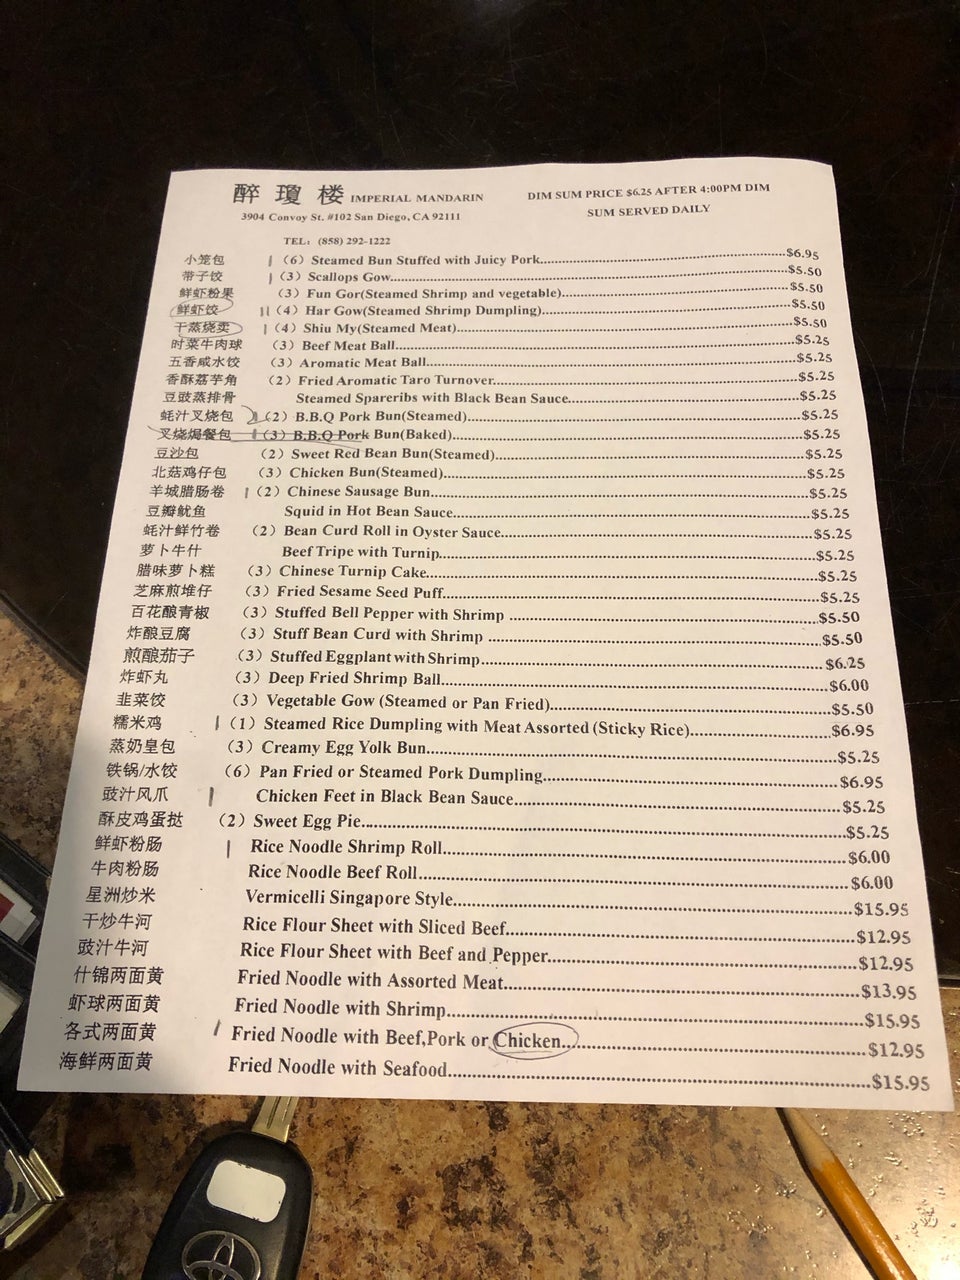 醉瓊楼 IMPERIAL MANDARIN DIM SUM PRICE $6.25 AFTER 4:00PM DIM
3904 Convoy St. #102 San Diego, CA 92111 SUM SERVED DAILY
TEL: (858) 292-1222
小笼包 (6) Steamed Bun Stuffed with Juicy Pork $6.95
带子饺 (3) Scallops Gow $5.50
鲜虾粉果 (3) Fun Gor(Steamed Shrimp and vegetable) $5.50
鲜虾饺 (4) Har Gow(Steamed Shrimp Dumpling) $5.50
干蒸烧卖 (4) Shiu My(Steamed Meat) $5.50
时菜牛肉球 (3) Beef Meat Ball $5.25
五香咸水饺 (3) Aromatic Meat Ball $5.25
香酥荔芋角 (2) Fried Aromatic Taro Turnover $5.25
豆豉蒸排骨 Steamed Spareribs with Black Bean Sauce $5.25
蚝汁叉烧包 (2) B.B.Q Pork Bun(Steamed) $5.25
叉烧焗餐包 (3) B.B.Q Pork Bun(Baked) $5.25
豆沙包 (2) Sweet Red Bean Bun(Steamed) $5.25
北菇鸡仔包 (3) Chicken Bun(Steamed) $5.25
羊城腊肠卷 (2) Chinese Sausage Bun $5.25
豆瓣鱿鱼 Squid in Hot Bean Sauce $5.25
蚝汁鲜竹卷 (2) Bean Curd Roll in Oyster Sauce $5.25
萝卜牛什 Beef Tripe with Turnip $5.25
腊味萝卜糕 (3) Chinese Turnip Cake $5.25
芝麻煎堆仔 (3) Fried Sesame Seed Puff $5.25
百花酿青椒 (3) Stuffed Bell Pepper with Shrimp $5.50
炸酿豆腐 (3) Stuff Bean Curd with Shrimp $5.50
煎酿茄子 (3) Stuffed Eggplant with Shrimp $6.25
炸虾丸 (3) Deep Fried Shrimp Ball $6.00
韭菜饺 (3) Vegetable Gow (Steamed or Pan Fried) $5.50
糯米鸡 (1) Steamed Rice Dumpling with Meat Assorted (Sticky Rice) $6.95
蒸奶皇包 (3) Creamy Egg Yolk Bun $5.25
铁锅/水饺 (6) Pan Fried or Steamed Pork Dumpling $6.95
豉汁风爪 Chicken Feet in Black Bean Sauce $5.25
酥皮鸡蛋挞 (2) Sweet Egg Pie $5.25
鲜虾粉肠 Rice Noodle Shrimp Roll $6.00
牛肉粉肠 Rice Noodle Beef Roll $6.00
星洲炒米 Vermicelli Singapore Style $15.95
干炒牛河 Rice Flour Sheet with Sliced Beef $12.95
豉汁牛河 Rice Flour Sheet with Beef and Pepper $12.95
什锦两面黄 Fried Noodle with Assorted Meat $13.95
虾球两面黄 Fried Noodle with Shrimp $15.95
各式两面黄 Fried Noodle with Beef,Pork or Chicken $12.95
海鲜两面黄 Fried Noodle with Seafood $15.95